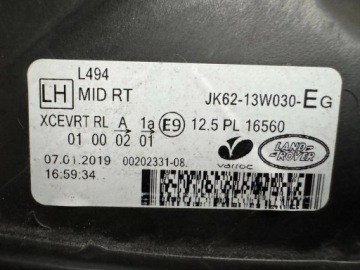 L494
LH MID RT JK62-13W030-EG
XCEVRT RL A 1a E9 12.5 PL 16560
01 00 02 01
07.01.2019 00202331-08
16:59:34
varroc
LAND-
ROVER